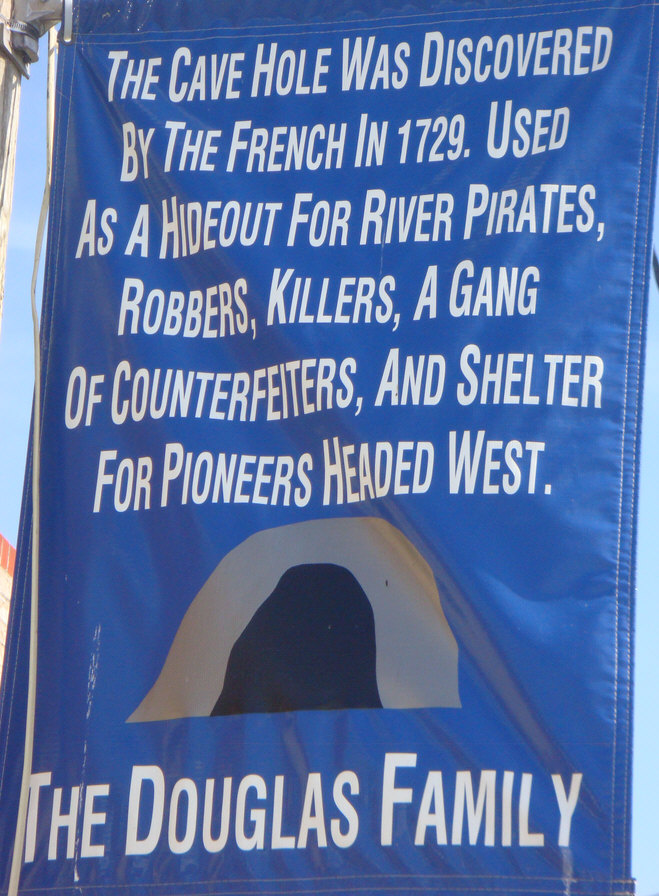 The Cave Hole Was Discovered
By The French In 1729. Used
As A Hideout For River Pirates,
Robbers, Killers, A Gang
Of Counterfeiters, And Shelter
For Pioneers Headed West.
The Douglas Family